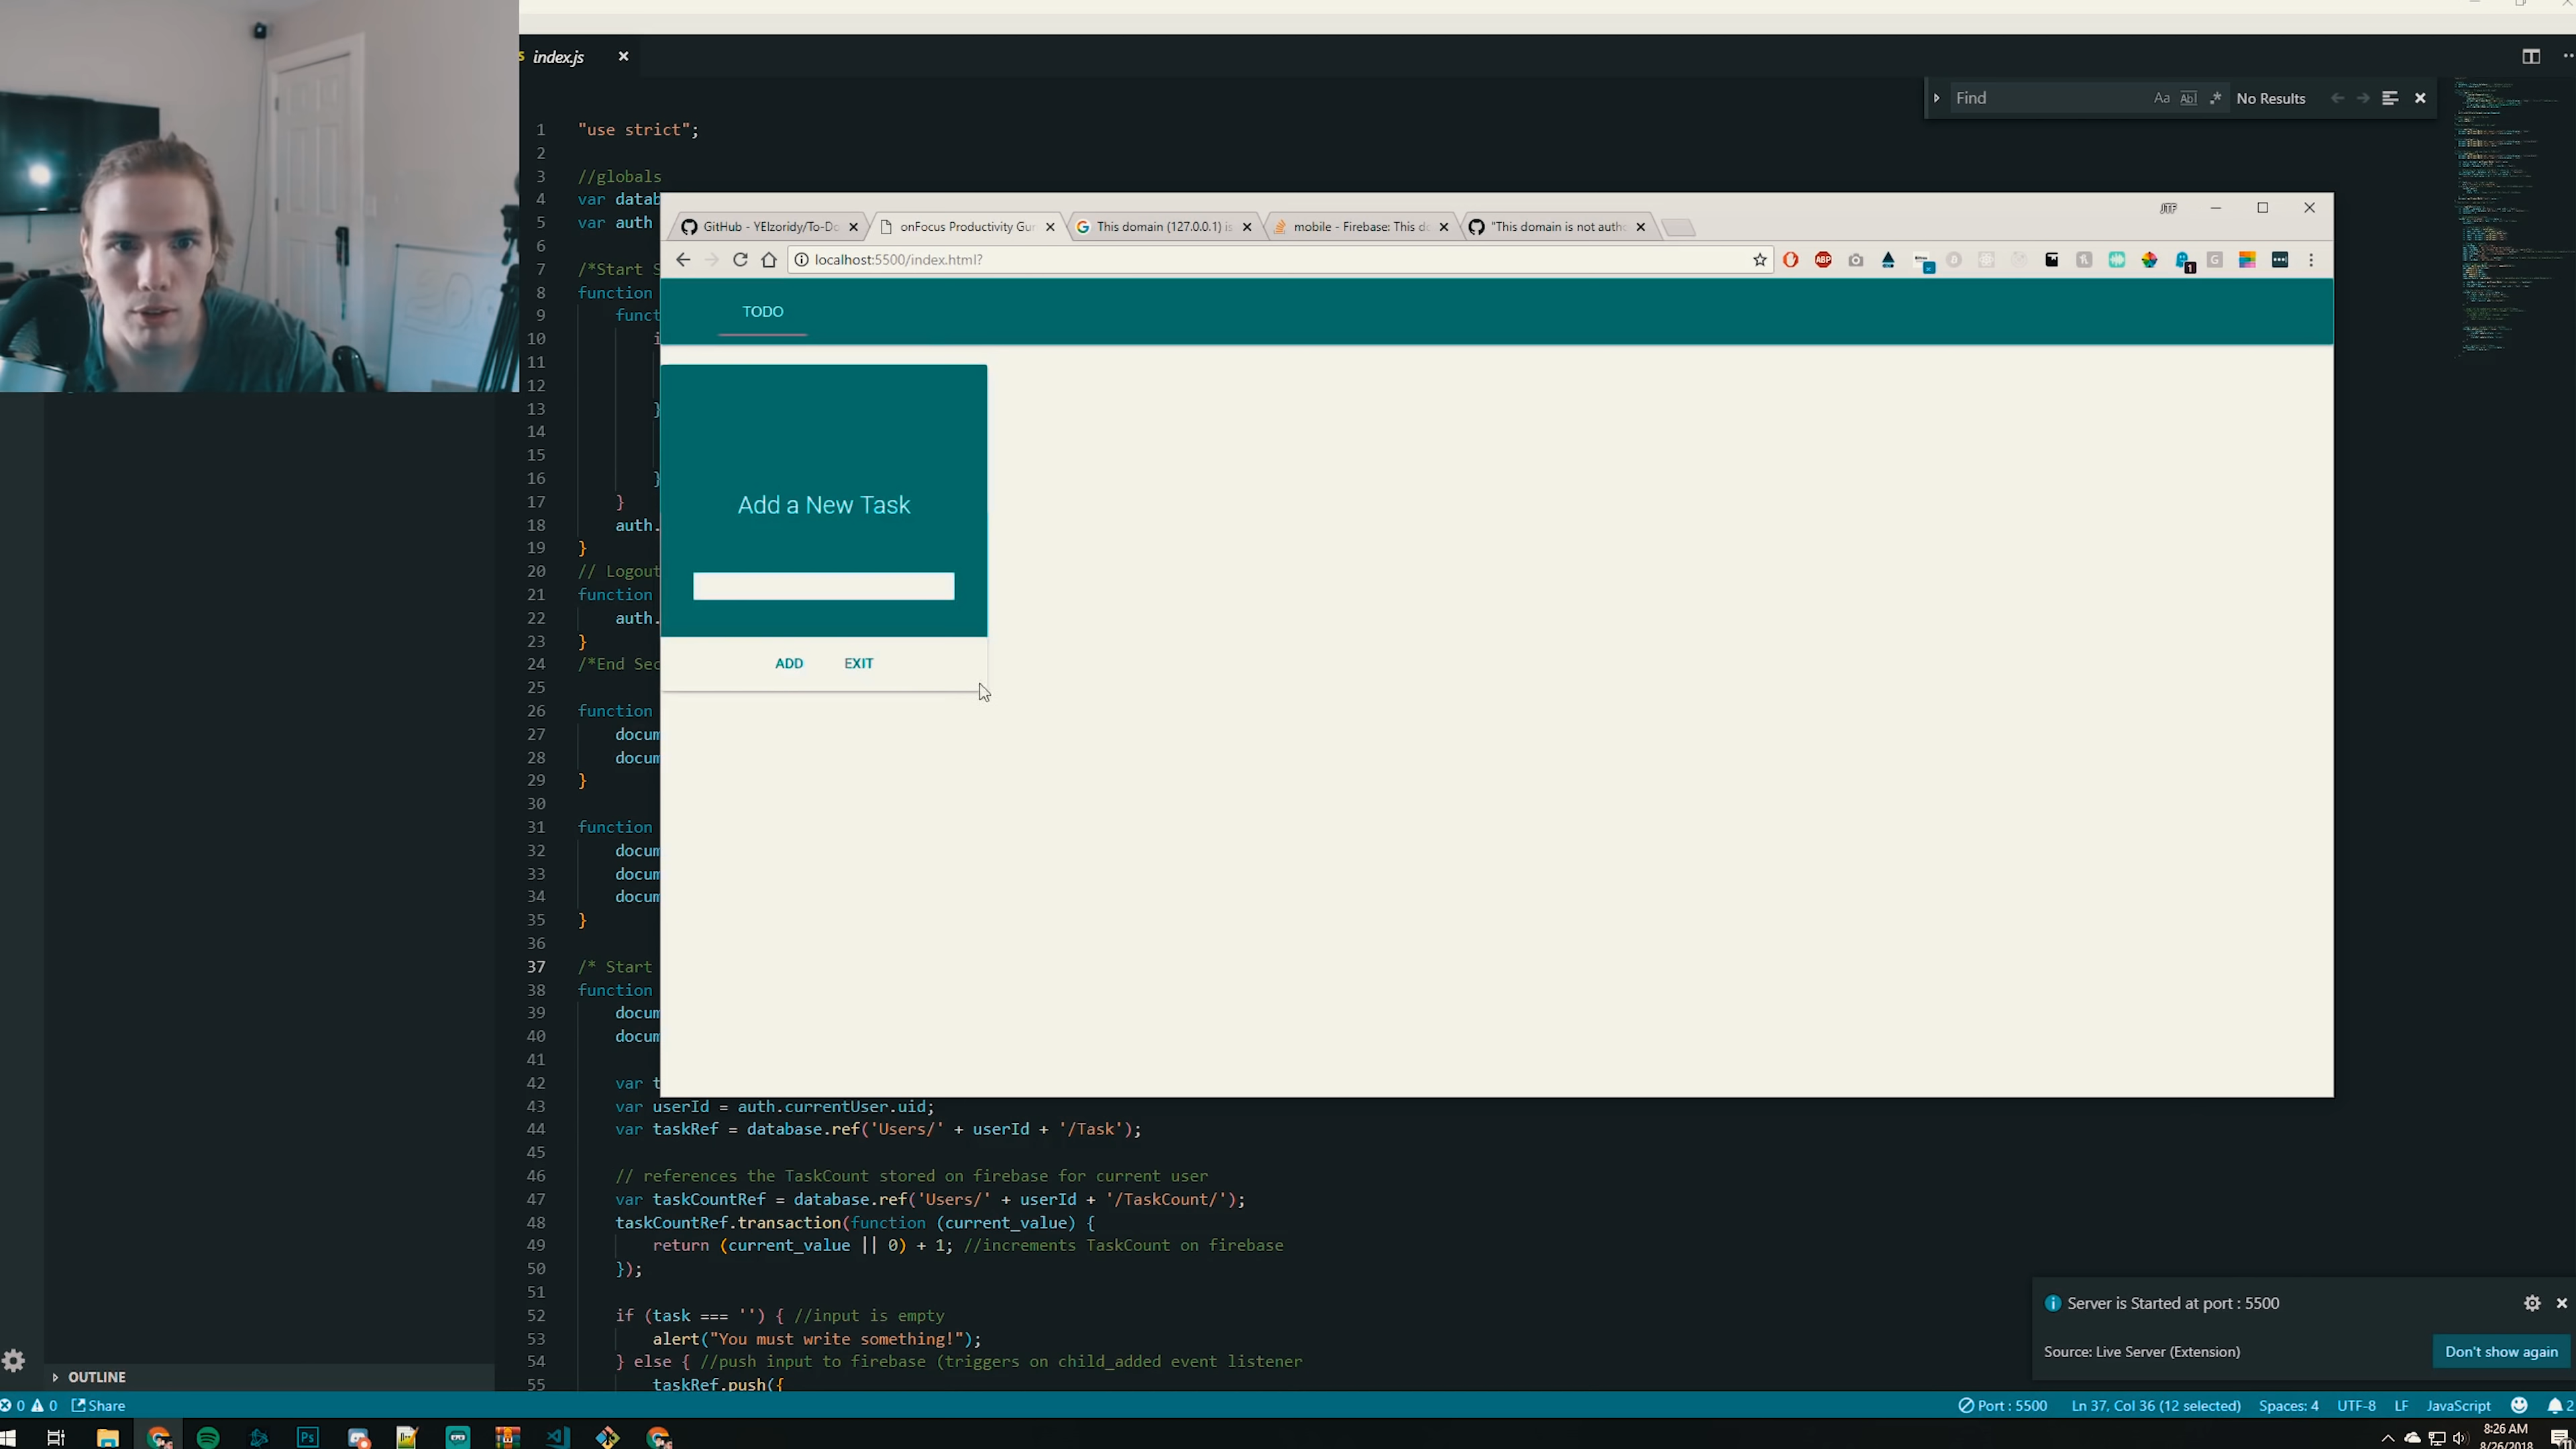 index.js
Find
Aa
Abl
.*
No Results
1 "use strict";
2
3 //globals
4 var datab
5 var auth
6
7 /*Start S
8 function
9 funct
10 i
11
12
13 }
14
15
16 }
17 }
18 auth.
19 }
20 // Logout
21 function
22 auth.
23 }
24 /*End Sec
25
26 function
27 docum
28 docum
29 }
30
31 function
32 docum
33 docum
34 docum
35 }
36
37 /* Start
38 function
39 docum
40 docum
41
42 var t
43 var userId = auth.currentUser.uid;
44 var taskRef = database.ref('Users/' + userId + '/Task');
45
46 // references the TaskCount stored on firebase for current user
47 var taskCountRef = database.ref('Users/' + userId + '/TaskCount/');
48 taskCountRef.transaction(function (current_value) {
49 return (current_value || 0) + 1; //increments TaskCount on firebase
50 });
51
52 if (task === '') { //input is empty
53 alert("You must write something!");
54 } else { //push input to firebase (triggers on child_added event listener
55 taskRef.push({
GitHub - YElzoridy/To-Do
onFocus Productivity Gur
This domain (127.0.0.1) is
mobile - Firebase: This do
"This domain is not autho
JTF
localhost:5500/index.html?
ABP
TODO
Add a New Task
ADD EXIT
Server is Started at port : 5500
Source: Live Server (Extension)
Don't show again
OUTLINE
0 0 Share
Port : 5500
Ln 37, Col 36 (12 selected)
Spaces: 4
UTF-8
LF
JavaScript
2
Ps
8:26 AM
8/26/2018